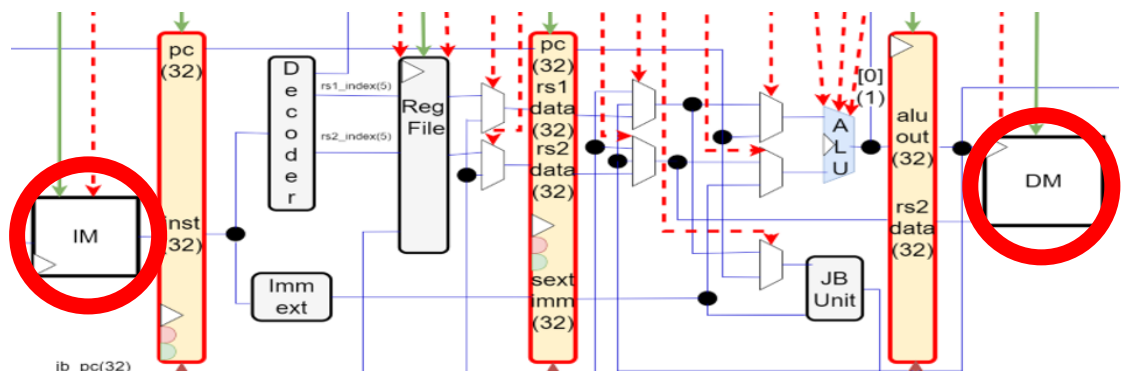 IM
jb_pc(32)
pc
(32)
inst
(32)
D
e
c
o
d
e
r
rs1_index(5)
rs2_index(5)
Imm
ext
Reg
File
pc
(32)
rs1
data
(32)
rs2
data
(32)
sext
imm
(32)
A
L
U
JB
Unit
[0]
(1)
alu
out
(32)
rs2
data
(32)
DM